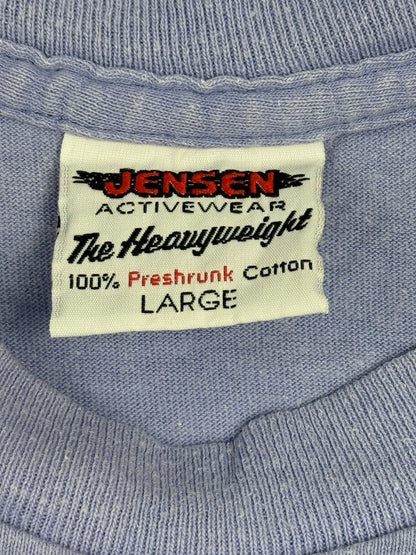 JENSEN
ACTIVEWEAR
The Heavyweight
100% Preshrunk Cotton
LARGE